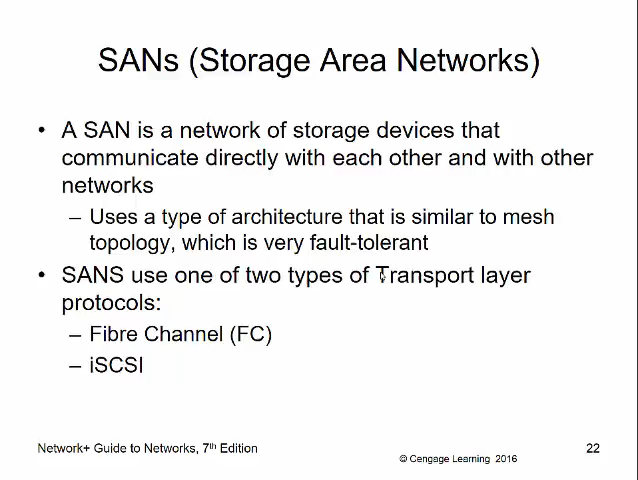 SANs (Storage Area Networks)
• A SAN is a network of storage devices that
communicate directly with each other and with other
networks
– Uses a type of architecture that is similar to mesh
topology, which is very fault-tolerant
• SANS use one of two types of Transport layer
protocols:
– Fibre Channel (FC)
– iSCSI
Network+ Guide to Networks, 7th Edition
22
© Cengage Learning 2016